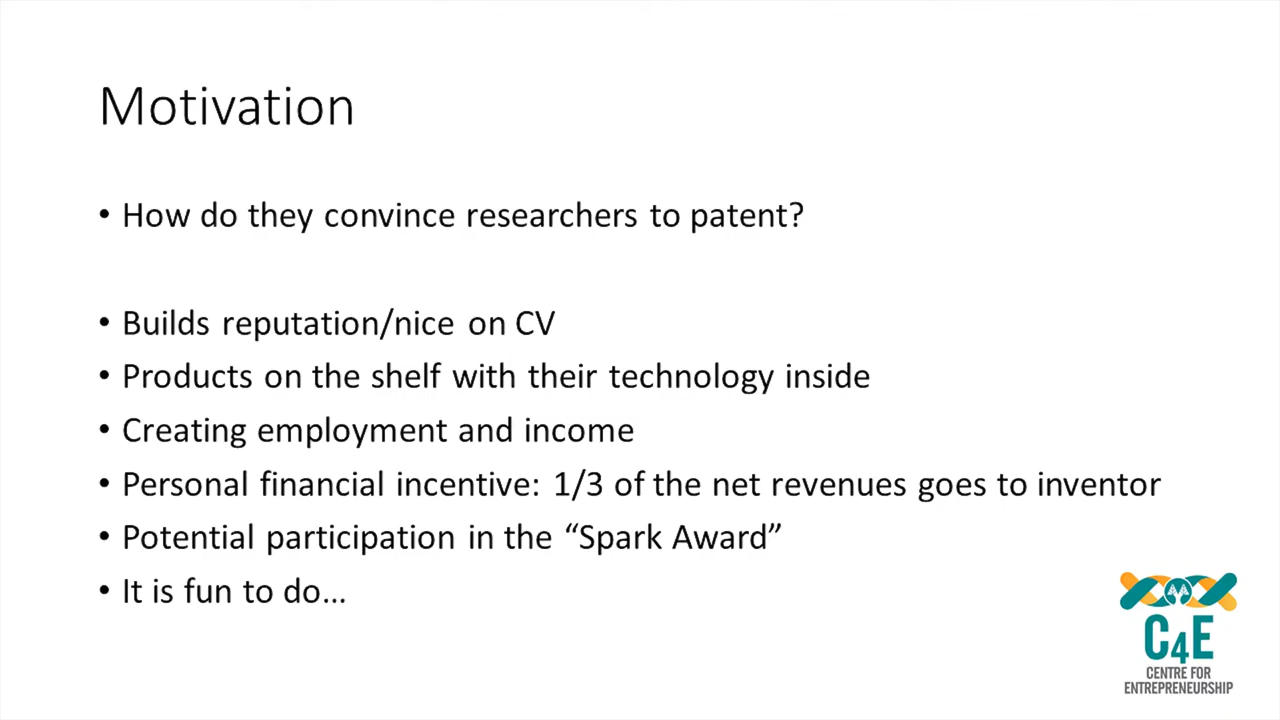 Motivation
• How do they convince researchers to patent?
• Builds reputation/nice on CV
• Products on the shelf with their technology inside
• Creating employment and income
• Personal financial incentive: 1/3 of the net revenues goes to inventor
• Potential participation in the “Spark Award”
• It is fun to do…
C4E
CENTRE FOR
ENTREPRENEURSHIP